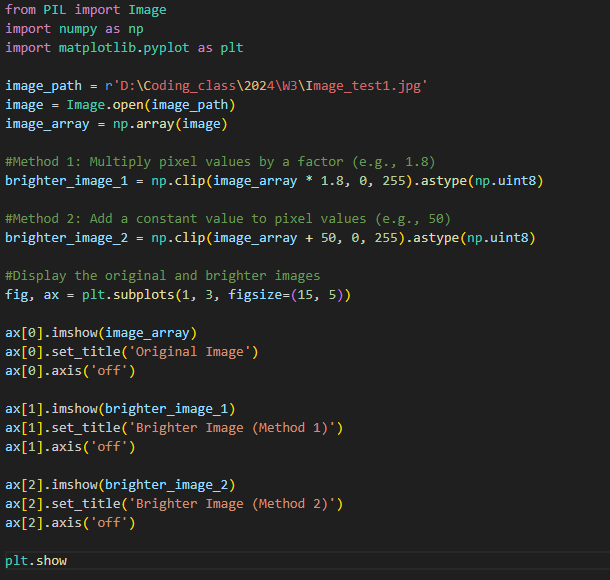 from PIL import Image
import numpy as np
import matplotlib.pyplot as plt
image_path = r'D:\Coding_class\2024\W3\Image_test1.jpg'
image = Image.open(image_path)
image_array = np.array(image)
#Method 1: Multiply pixel values by a factor (e.g., 1.8)
brighter_image_1 = np.clip(image_array * 1.8, 0, 255).astype(np.uint8)
#Method 2: Add a constant value to pixel values (e.g., 50)
brighter_image_2 = np.clip(image_array + 50, 0, 255).astype(np.uint8)
#Display the original and brighter images
fig, ax = plt.subplots(1, 3, figsize=(15, 5))
ax[0].imshow(image_array)
ax[0].set_title('Original Image')
ax[0].axis('off')
ax[1].imshow(brighter_image_1)
ax[1].set_title('Brighter Image (Method 1)')
ax[1].axis('off')
ax[2].imshow(brighter_image_2)
ax[2].set_title('Brighter Image (Method 2)')
ax[2].axis('off')
plt.show